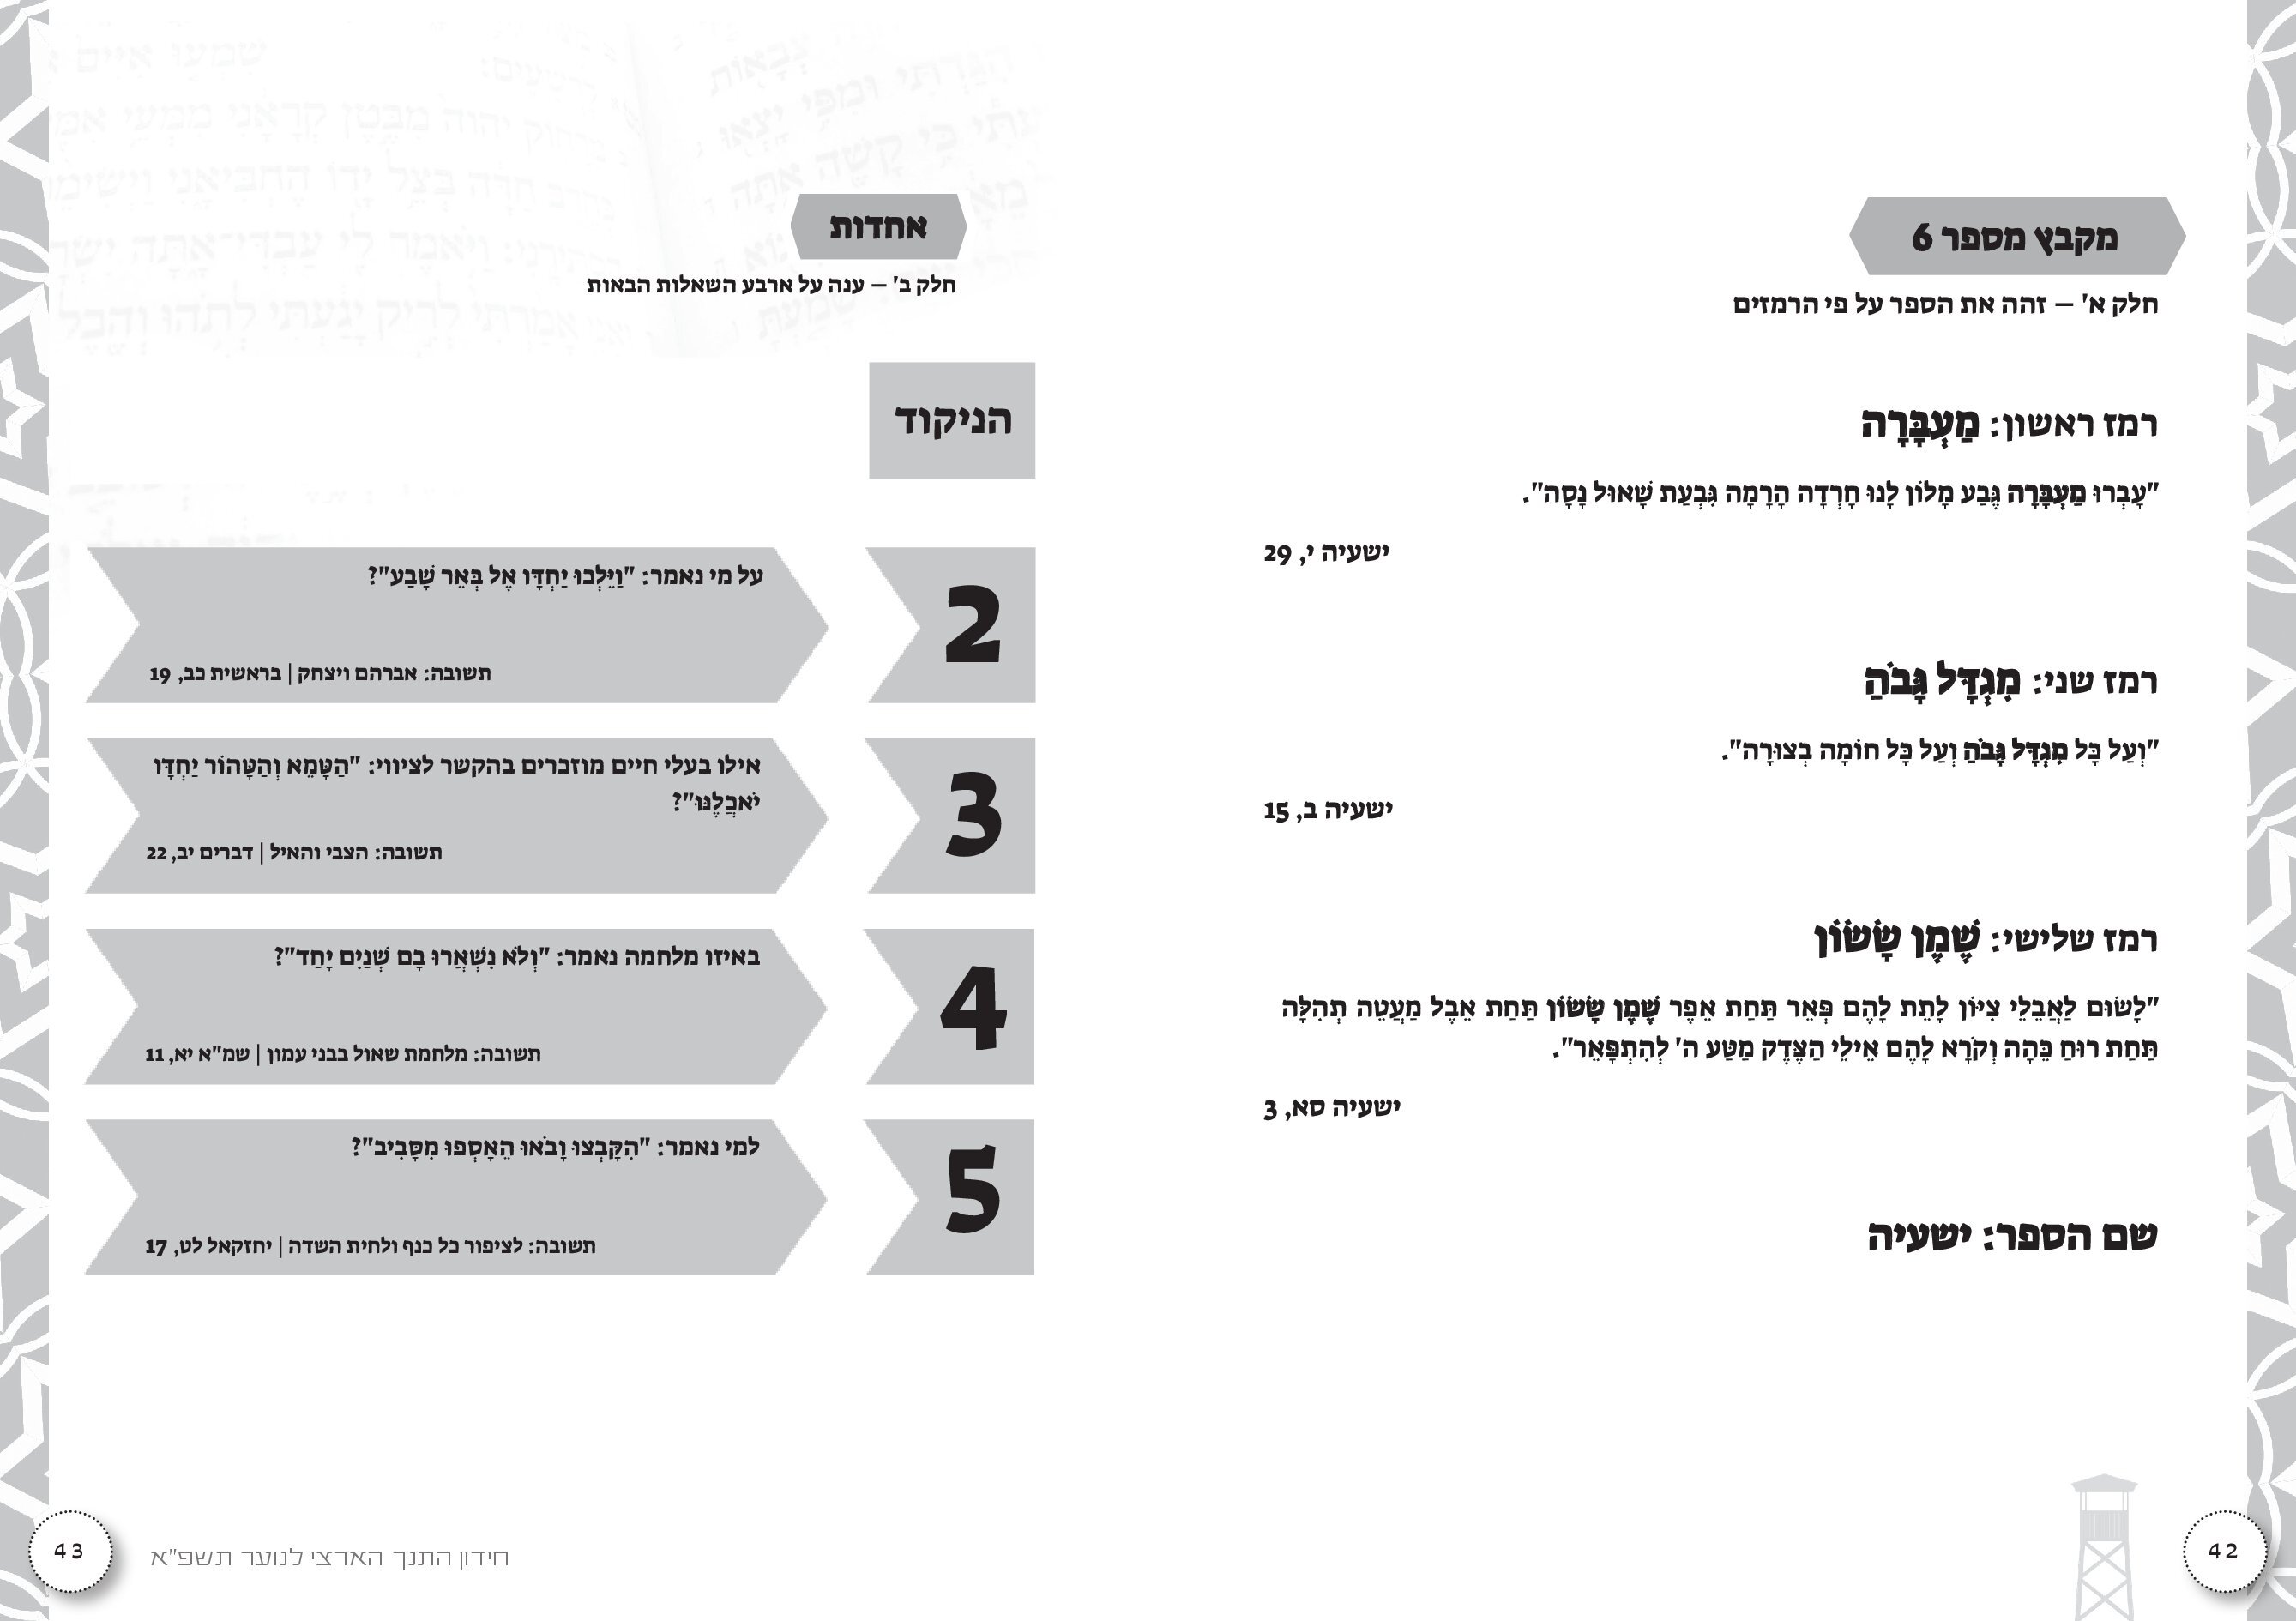 מקבץ מספר 6
חלק א' – זהה את הספר על פי הרמזים
רמז ראשון: מַעְבָּרָה
"עָבְרוּ מַעְבָּרָה גֶּבַע מָלוֹן לָנוּ חָרְדָה הָרָמָה גִּבְעַת שָׁאוּל נָסָה".
ישעיה י, 29
רמז שני: מִגְדָּל גָּבֹהַּ
"וְעַל כָּל מִגְדָּל גָּבֹהַּ וְעַל כָּל חוֹמָה בְצוּרָה".
ישעיה ב, 15
רמז שלישי: שֶׁמֶן שָׂשׂוֹן
"לָשׂוּם לַאֲבֵלֵי צִיּוֹן לָתֵת לָהֶם פְּאֵר תַּחַת אֵפֶר שֶׁמֶן שָׂשׂוֹן תַּחַת אֵבֶל מַעֲטֵה תְהִלָּה
תַּחַת רוּחַ כֵּהָה וְקֹרָא לָהֶם אֵילֵי הַצֶּדֶק מַטַּע ה' לְהִתְפָּאֵר".
ישעיה סא, 3
שם הספר: ישעיה
42
אחדות
חלק ב' – ענה על ארבע השאלות הבאות
הניקוד
2
על מי נאמר: "וַיֵּלְכוּ יַחְדָּו אֶל בְּאֵר שָׁבַע"?
תשובה: אברהם ויצחק | בראשית כב, 19
3
אילו בעלי חיים מוזכרים בהקשר לציווי: "הַטָּמֵא וְהַטָּהוֹר יַחְדָּו
יֹאכֲלֶנּוּ"?
תשובה: הצבי והאיל | דברים יב, 22
4
באיזו מלחמה נאמר: "וְלֹא נִשְׁאֲרוּ בָם שְׁנַיִם יָחַד"?
תשובה: מלחמת שאול בבני עמון | שמ"א יא, 11
5
למי נאמר: "הִקָּבְצוּ וָבֹאוּ הֵאָסְפוּ מִסָּבִיב"?
תשובה: לציפור כל כנף ולחית השדה | יחזקאל לט, 17
חידון התנך הארצי לנוער תשפ"א
43